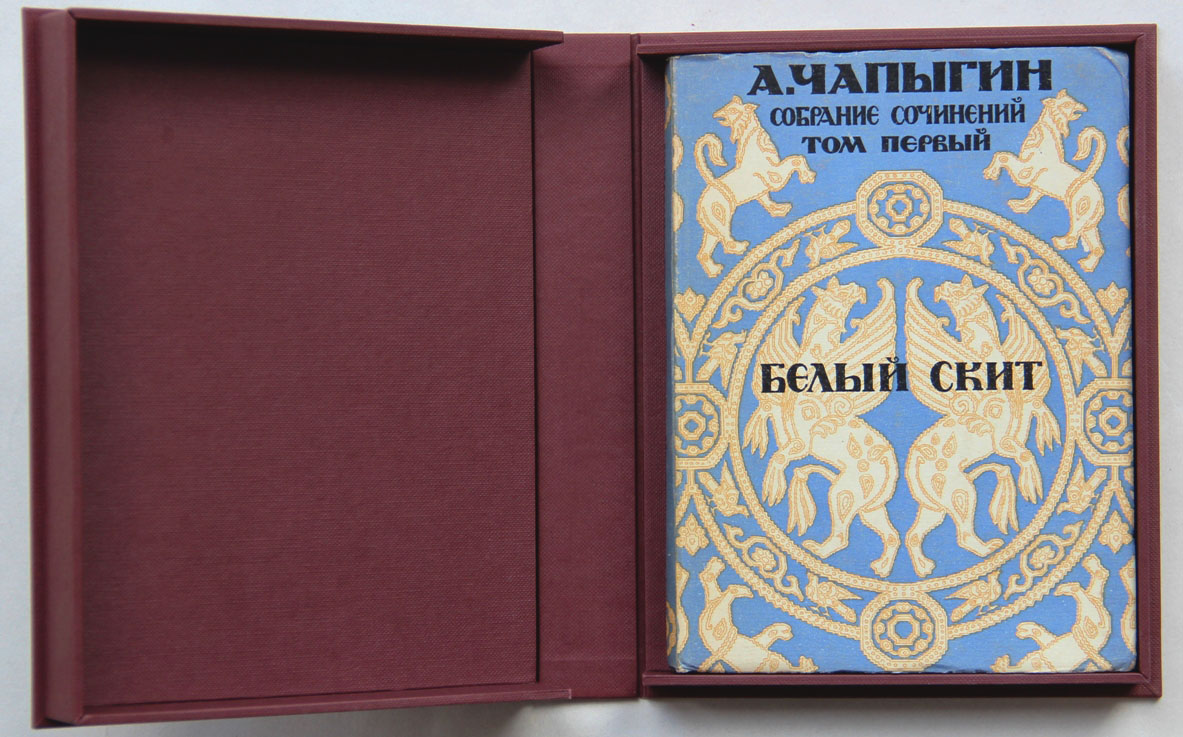 А. ЧАПЫГИН
СОБРАНИЕ СОЧИНЕНИЙ
ТОМ ПЕРВЫЙ
БЕЛЫЙ СКИТ